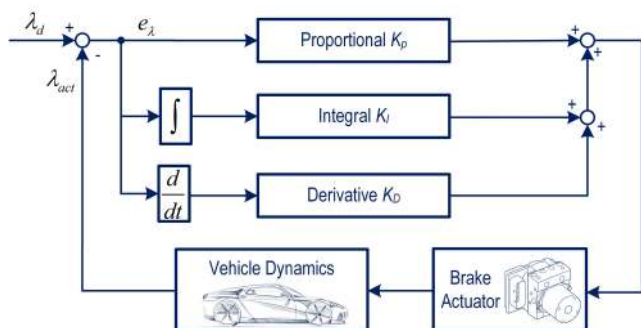 λd + eλ Proportional Kp + +
-
λact
∫ Integral KI + +
d/dt Derivative KD
Vehicle Dynamics
Brake
Actuator